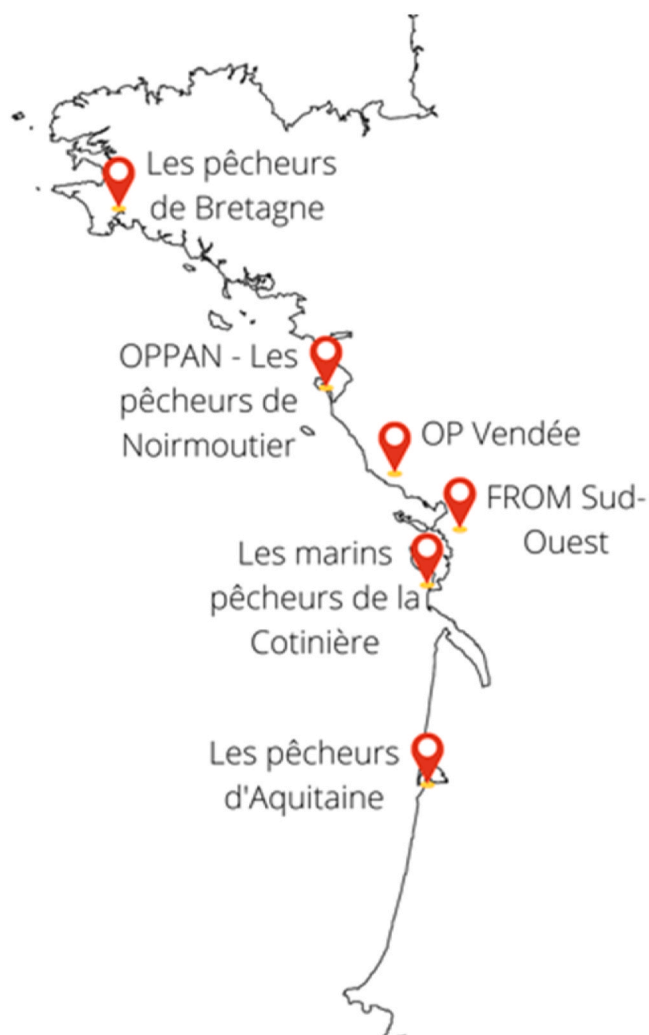 Les pêcheurs
de Bretagne
OPPAN - Les
pêcheurs de
Noirmoutier
OP Vendée
FROM Sud-
Ouest
Les marins
pêcheurs de la
Cotinière
Les pêcheurs
d'Aquitaine